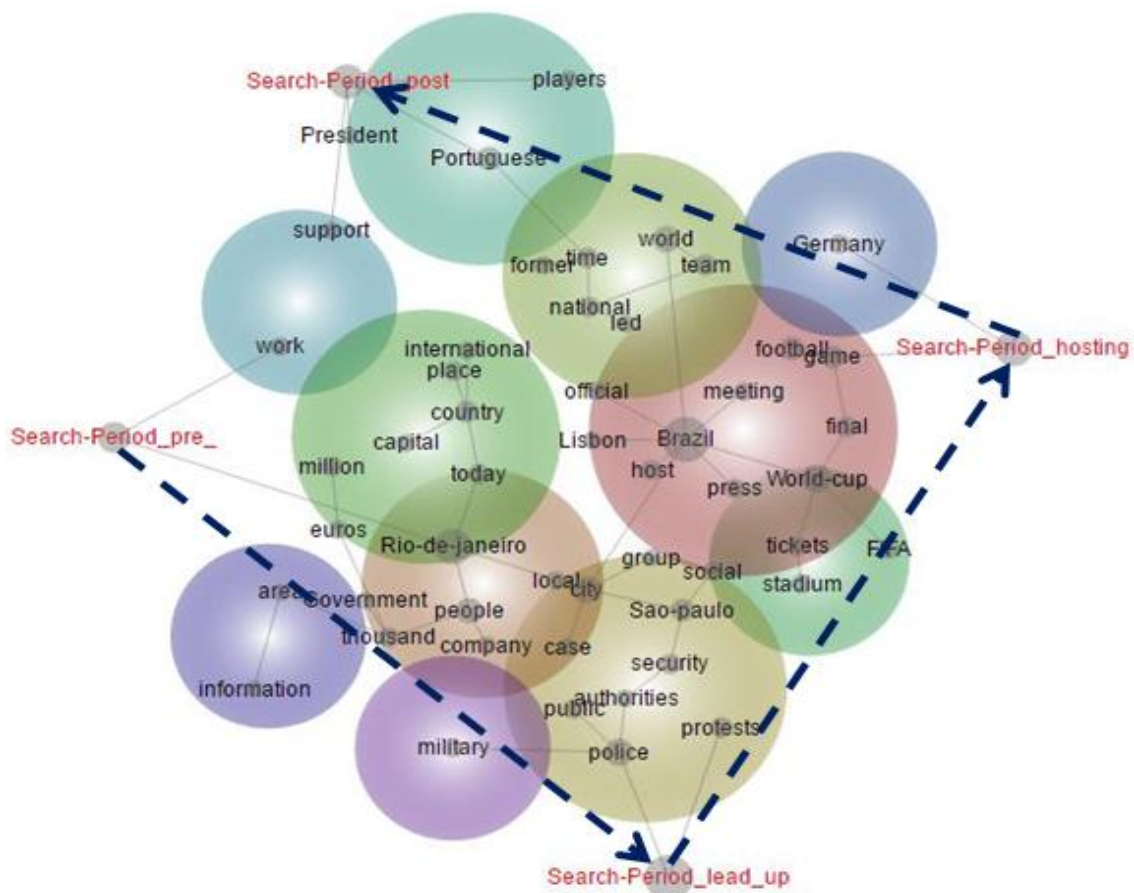 Search-Period_post
players
President
Portuguese
support
world
Germany
time
former
team
national
led
work
international
football
game
Search-Period_hosting
place
official
meeting
country
Search-Period_pre_
capital
Lisbon
Brazil
final
million
today
host
press
World-cup
euros
Rio-de-janeiro
tickets
FIFA
group
social
area
Government
local
city
stadium
people
Sao-paulo
thousand
company
case
security
information
authorities
public
protests
military
police
Search-Period_lead_up